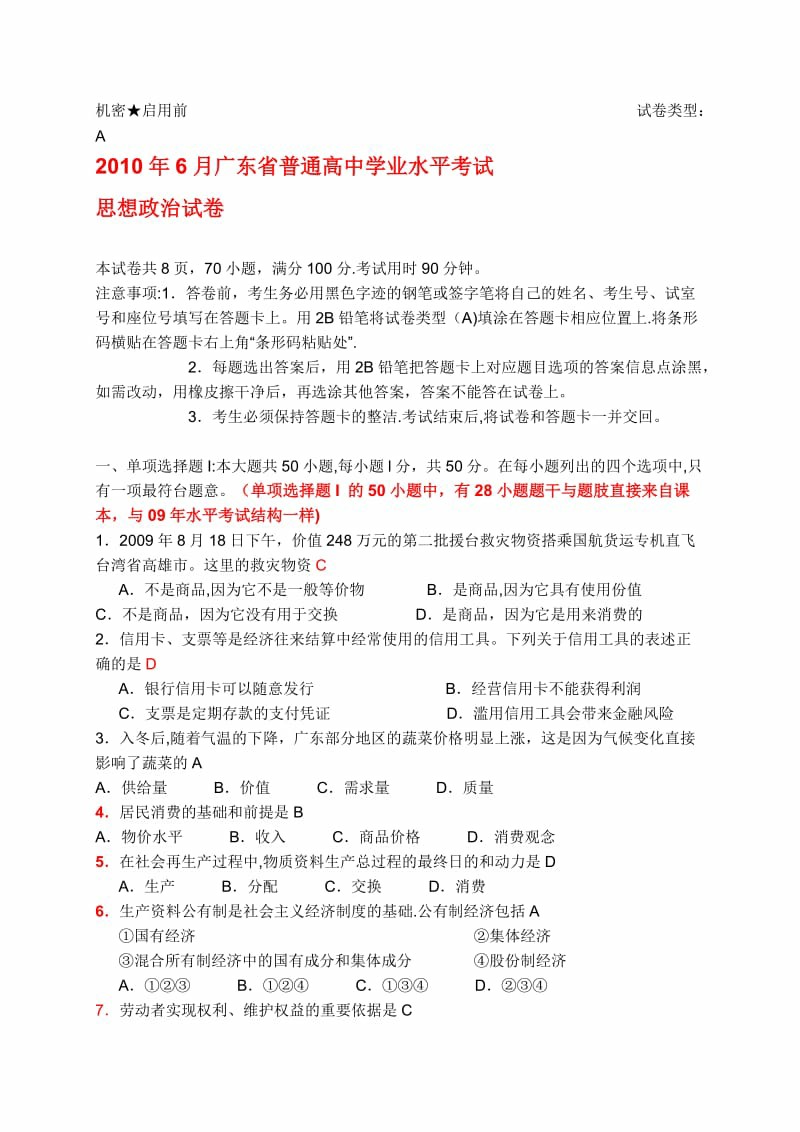 机密★启用前 试卷类型：
A
2010 年 6 月广东省普通高中学业水平考试
思想政治试卷
本试卷共 8 页，70 小题，满分 100 分.考试用时 90 分钟。
注意事项:1．答卷前，考生务必用黑色字迹的钢笔或签字笔将自己的姓名、考生号、试室
号和座位号填写在答题卡上。用 2B 铅笔将试卷类型（A)填涂在答题卡相应位置上.将条形
码横贴在答题卡右上角“条形码粘贴处”.
2．每题选出答案后，用 2B 铅笔把答题卡上对应题目选项的答案信息点涂黑，
如需改动，用橡皮擦干净后，再选涂其他答案，答案不能答在试卷上。
3．考生必须保持答题卡的整洁.考试结束后,将试卷和答题卡一并交回。
一、单项选择题 I:本大题共 50 小题,每小题 l 分，共 50 分。在每小题列出的四个选项中,只
有一项最符台题意。（单项选择题 I 的 50 小题中，有 28 小题题干与题肢直接来自课
本，与 09 年水平考试结构一样)
1．2009 年 8 月 18 日下午，价值 248 万元的第二批援台救灾物资搭乘国航货运专机直飞
台湾省高雄市。这里的救灾物资 C
A．不是商品,因为它不是一般等价物 B．是商品,因为它具有使用份值
C．不是商品，因为它没有用于交换 D．是商品，因为它是用来消费的
2．信用卡、支票等是经济往来结算中经常使用的信用工具。下列关于信用工具的表述正
确的是 D
A．银行信用卡可以随意发行 B．经营信用卡不能获得利润
C．支票是定期存款的支付凭证 D．滥用信用工具会带来金融风险
3．入冬后,随着气温的下降，广东部分地区的蔬菜价格明显上涨，这是因为气候变化直接
影响了蔬菜的 A
A．供给量 B．价值 C．需求量 D．质量
4．居民消费的基础和前提是 B
A．物价水平 B．收入 C．商品价格 D．消费观念
5．在社会再生产过程中,物质资料生产总过程的最终日的和动力是 D
A．生产 B．分配 C．交换 D．消费
6．生产资料公有制是社会主义经济制度的基础.公有制经济包括 A
①国有经济 ②集体经济
③混合所有制经济中的国有成分和集体成分 ④股份制经济
A．①②③ B．①②④ C．①③④ D．②③④
7．劳动者实现权利、维护权益的重要依据是 C